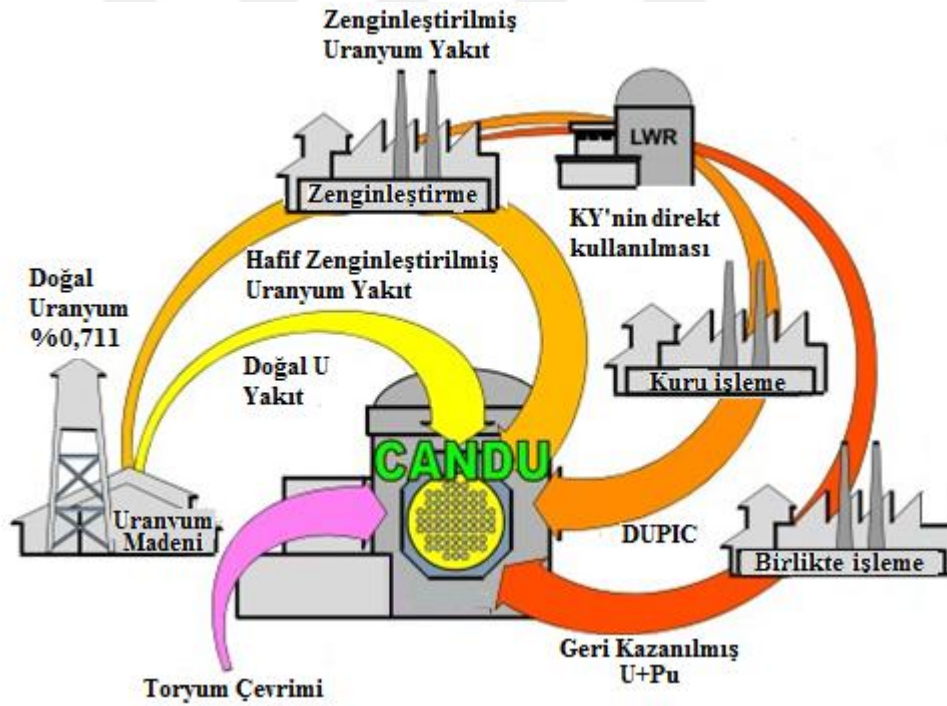 Zenginleştirilmiş
Uranyum Yakıt
LWR
Zenginleştirme
KY'nin direkt
kullanılması
Hafif Zenginleştirilmiş
Uranyum Yakıt
Doğal
Uranyum
%0,711
Doğal U
Yakıt
Kuru işleme
CANDU
Uranyum
Madeni
DUPIC
Birlikte işleme
Geri Kazanılmış
U+Pu
Toryum Çevrimi